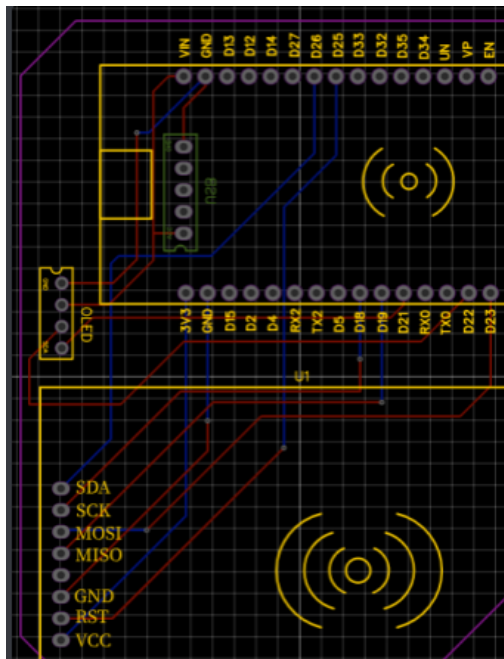 VIN GND D13 D12 D14 D27 D26 D25 D33 D32 D35 D34 UN VP EN
USB
OLED
3V3 GND D15 D2 D4 RX2 TX2 D5 D18 D19 D21 RX0 TX0 D22 D23
U1
SDA
SCK
MOSI
MISO
GND
RST
VCC